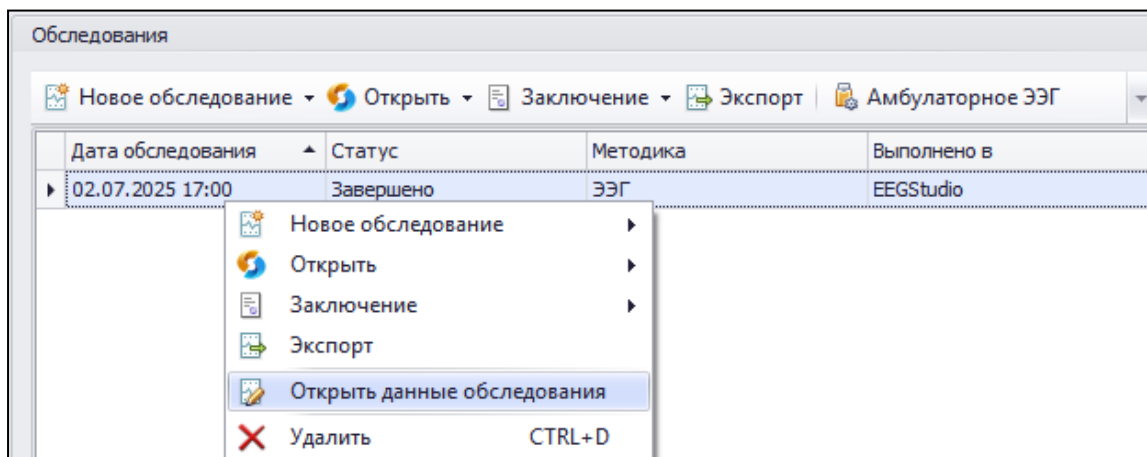 Обследования
Новое обследование Открыть Заключение Экспорт Амбулаторное ЭЭГ
Дата обследования Статус Методика Выполнено в
02.07.2025 17:00 Завершено ЭЭГ EEGStudio
Новое обследование
Открыть
Заключение
Экспорт
Открыть данные обследования
Удалить CTRL+D